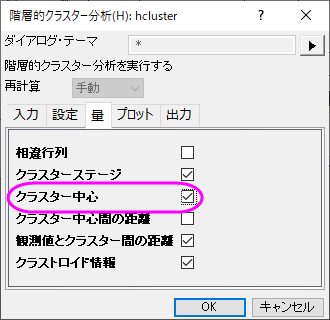 階層的クラスター分析(H): hcluster
ダイアログ・テーマ *
階層的クラスター分析を実行する
再計算 手動
入力 設定 量 プロット 出力
相違行列
クラスターステージ
クラスター中心
クラスター中心間の距離
観測値とクラスター間の距離
クラストロイド情報
OK キャンセル